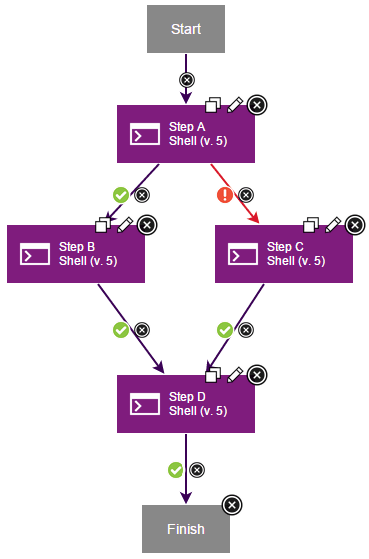 Start
Step A
Shell (v. 5)
Step B
Shell (v. 5)
Step C
Shell (v. 5)
Step D
Shell (v. 5)
Finish